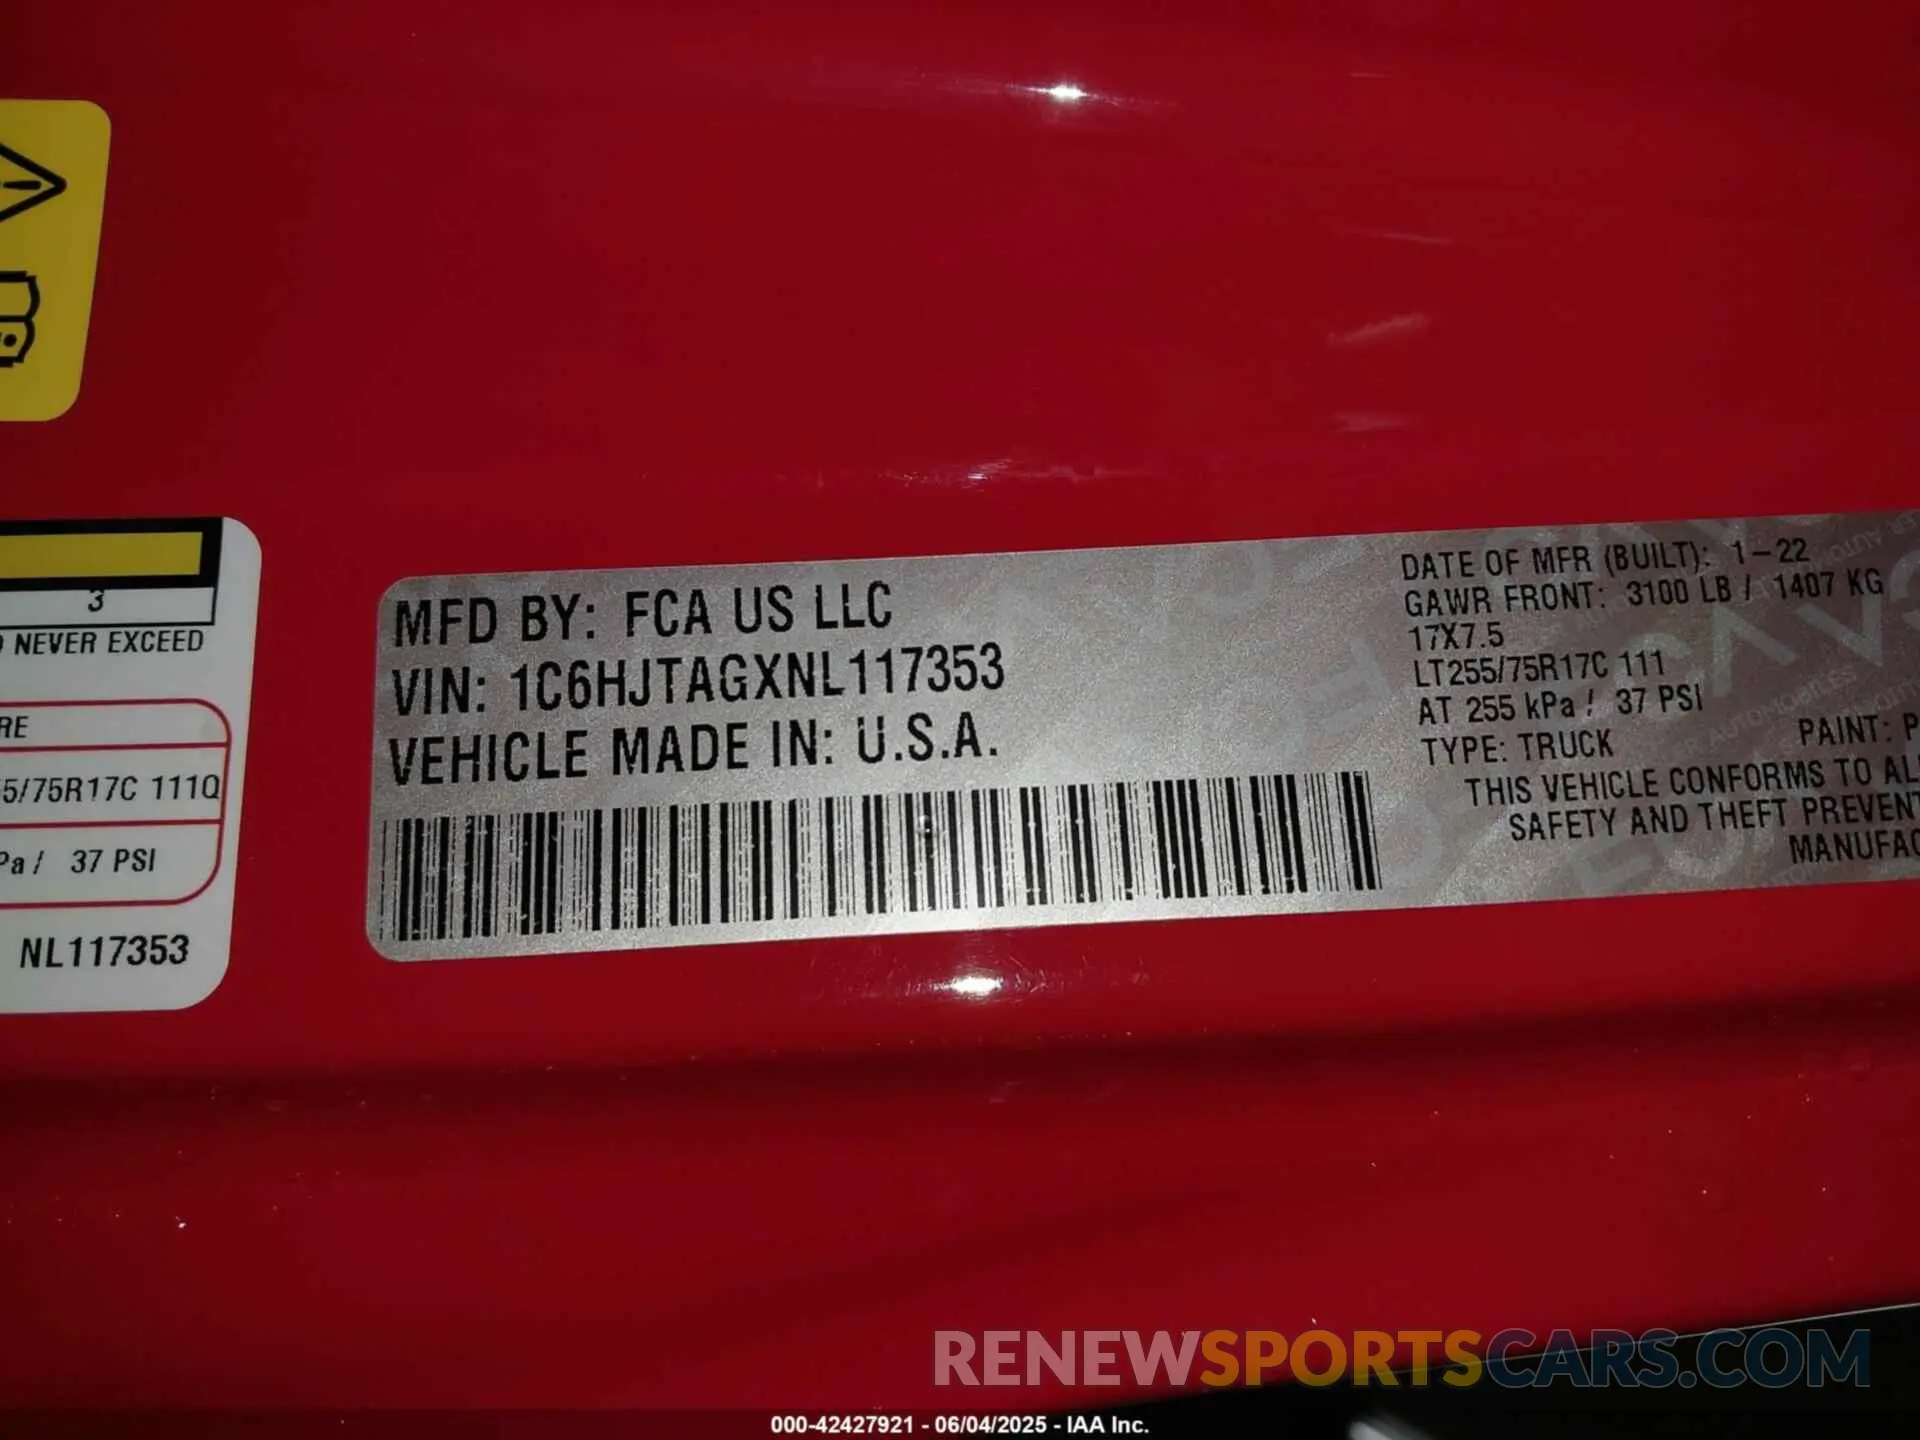 3
NEVER EXCEED
RE
5/75R17C 111Q
Pa / 37 PSI
NL117353
MFD BY: FCA US LLC
VIN: 1C6HJTAGXNL117353
VEHICLE MADE IN: U.S.A.
DATE OF MFR (BUILT): 1-22
GAWR FRONT: 3100 LB / 1407 KG
17X7.5
LT255/75R17C 111
AT 255 kPa / 37 PSI
TYPE: TRUCK PAINT: P
THIS VEHICLE CONFORMS TO AL
SAFETY AND THEFT PREVENT
MANUFAC
RENEWSPORTSCARS.COM
000-42427921 - 06/04/2025 - IAA Inc.